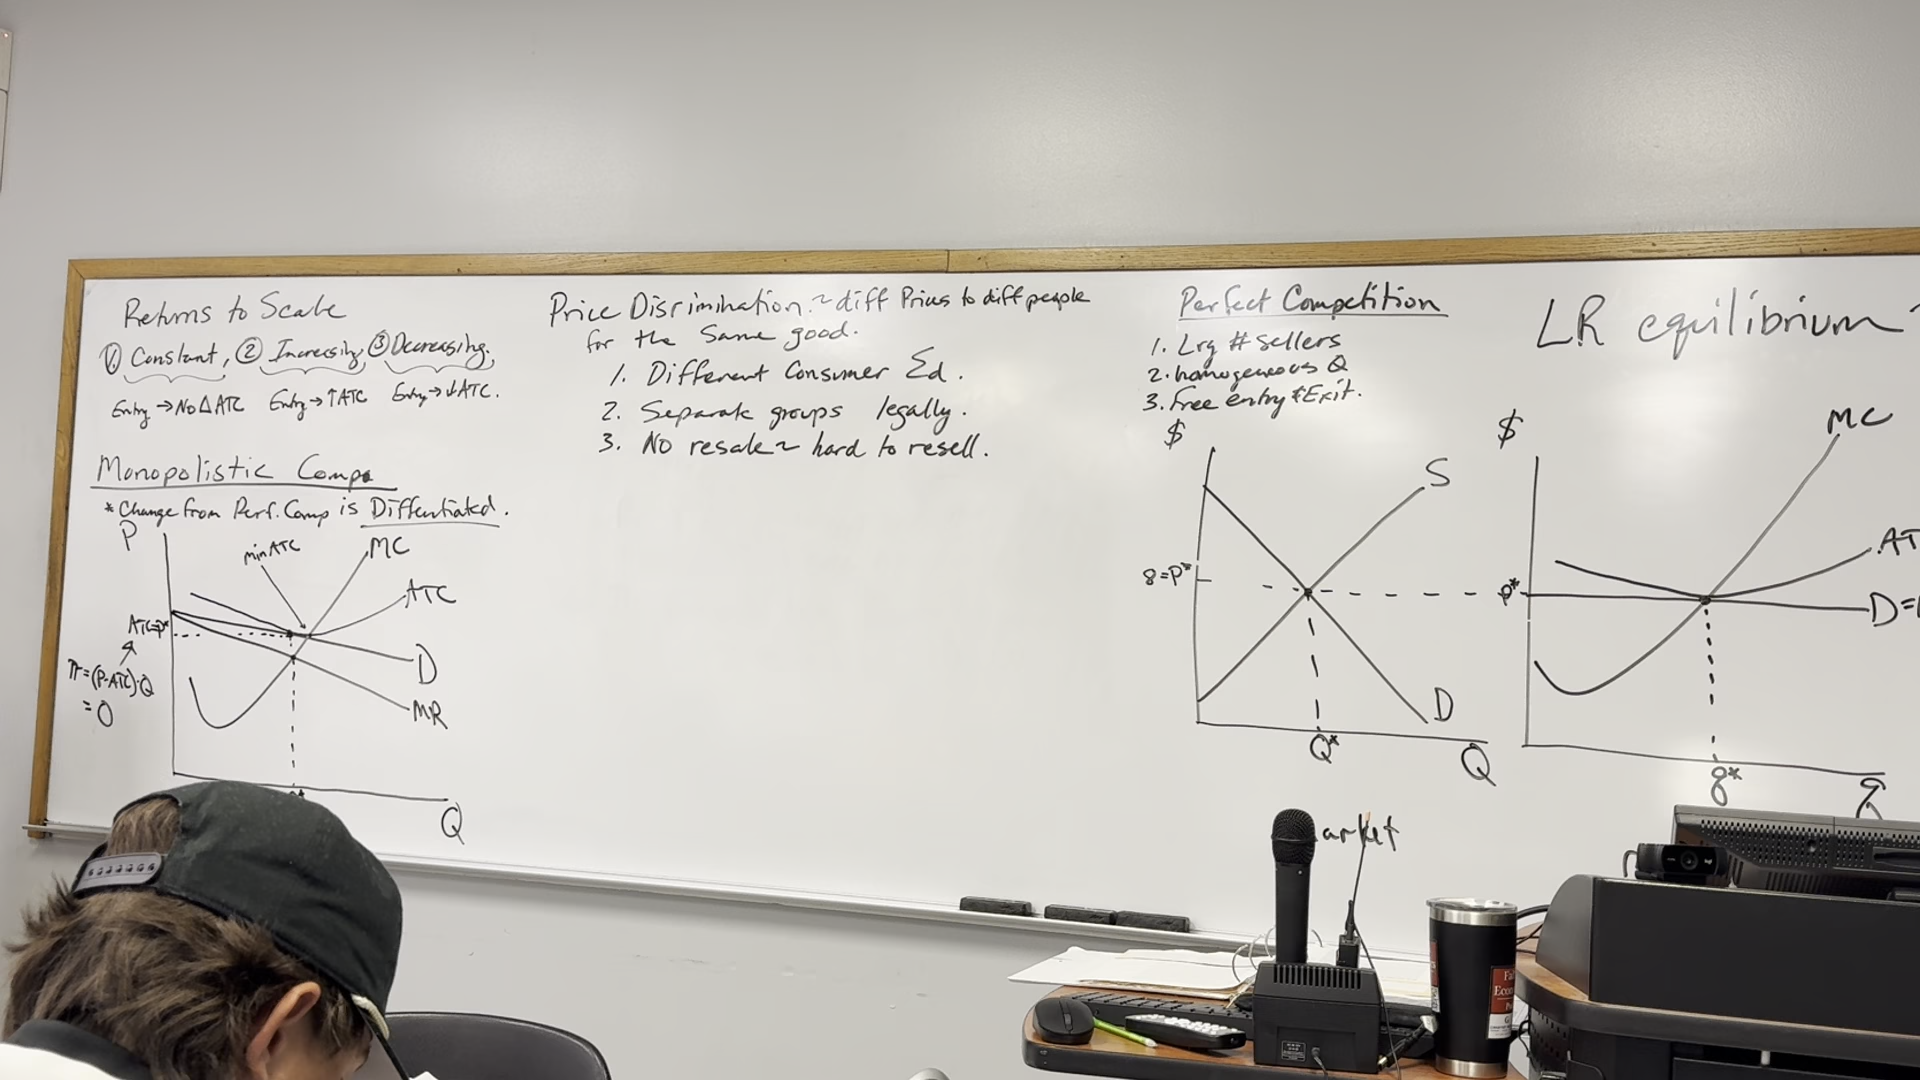 Returns to Scale
①. Constant, ② Increasing, ③ Decreasing.
Entry → No Δ ATC Entry → ↑ ATC Entry → ↓ ATC.
Monopolistic Comp.
* Change from Perf. Comp is Differentiated.
P
min ATC
MC
ATC
ATC=P*
D
π=(P-ATC)·Q
= 0
MR
Q
Price Discrimination ~ diff Prices to diff people
for the Same good.
1. Different Consumer Ed.
2. Separate groups legally.
3. No resale ~ hard to resell.
Perfect Competition
1. Lrg # Sellers
2. homogeneous Q
3. Free entry & Exit.
$
S
8=P*
D
Q*
Q
arket
LR equilibrium
$
MC
AT
P*
D=
q*
q